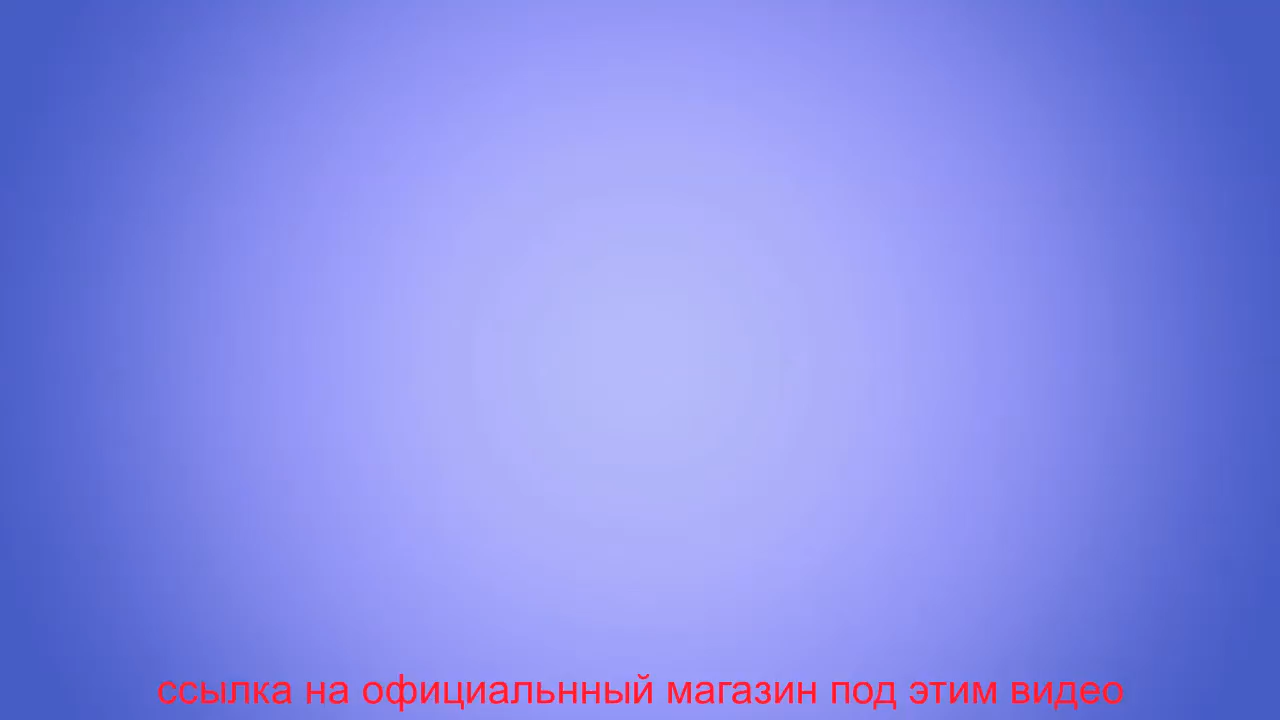 ссылка на официальнный магазин под этим видео